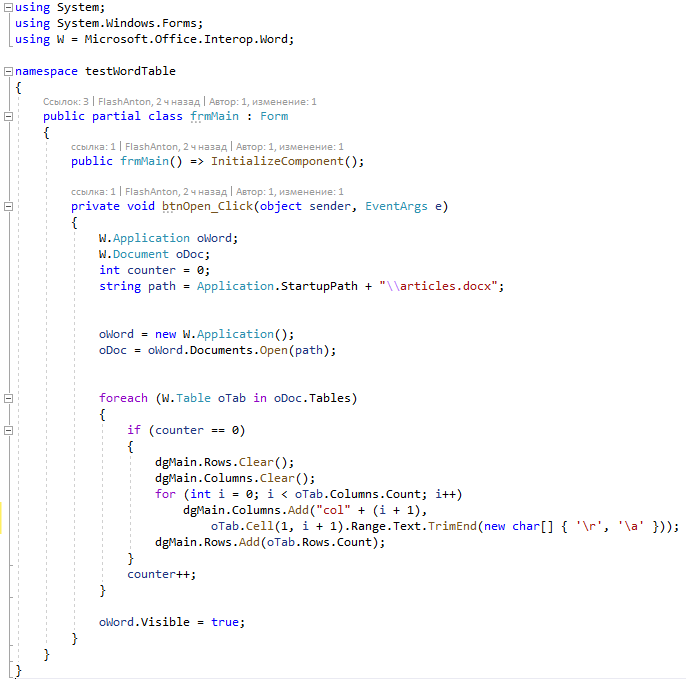 using System;
using System.Windows.Forms;
using W = Microsoft.Office.Interop.Word;
namespace testWordTable
{
Ссылок: 3 | FlashAnton, 2 ч назад | Автор: 1, изменение: 1
public partial class frmMain : Form
{
ссылка: 1 | FlashAnton, 2 ч назад | Автор: 1, изменение: 1
public frmMain() => InitializeComponent();
ссылка: 1 | FlashAnton, 2 ч назад | Автор: 1, изменение: 1
private void btnOpen_Click(object sender, EventArgs e)
{
W.Application oWord;
W.Document oDoc;
int counter = 0;
string path = Application.StartupPath + "\\articles.docx";
oWord = new W.Application();
oDoc = oWord.Documents.Open(path);
foreach (W.Table oTab in oDoc.Tables)
{
if (counter == 0)
{
dgMain.Rows.Clear();
dgMain.Columns.Clear();
for (int i = 0; i < oTab.Columns.Count; i++)
dgMain.Columns.Add("col" + (i + 1),
oTab.Cell(1, i + 1).Range.Text.TrimEnd(new char[] { '\r', '\a' }));
dgMain.Rows.Add(oTab.Rows.Count);
}
counter++;
}
oWord.Visible = true;
}
}
}